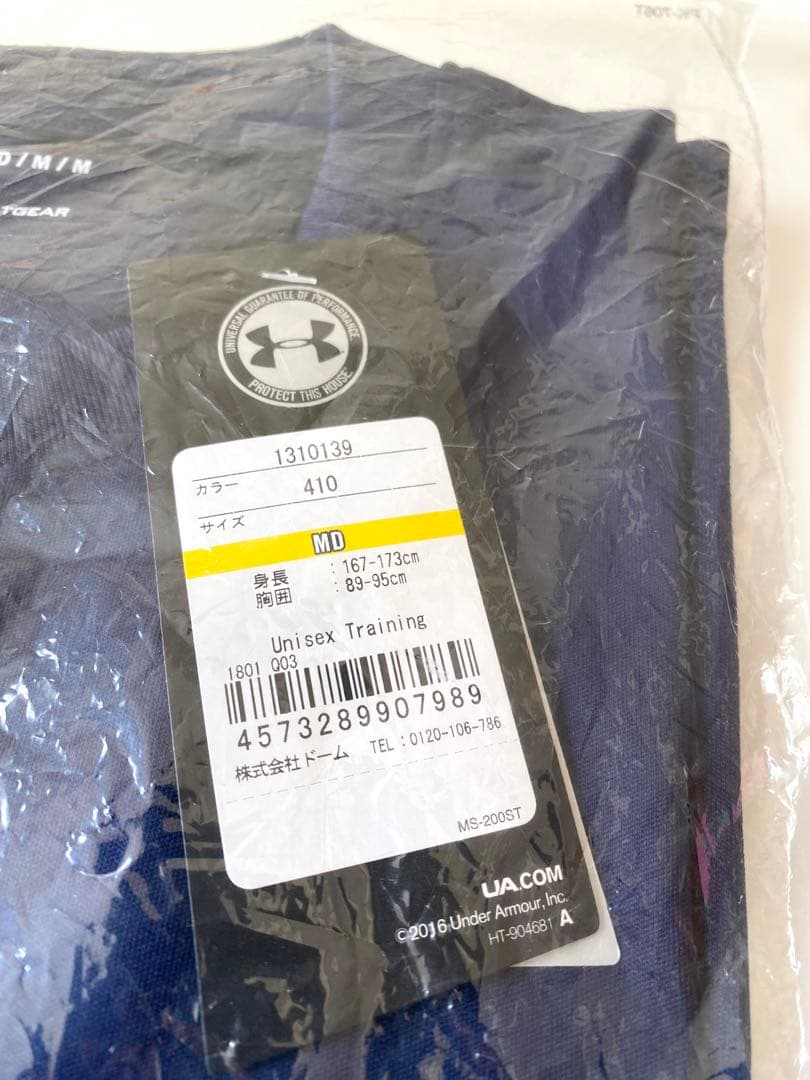 D/M/M
TGEAR
UNIVERSAL GUARANTEE OF PERFORMANCE
PROTECT THIS HOUSE
1310139
カラー 410
サイズ
MD
身長 : 167-173cm
胸囲 : 89-95cm
Unisex Training
1801 Q03
4573289907989
株式会社ドーム TEL:0120-106-786
MS-200ST
UA.COM
©2016 Under Armour, Inc.
HT-904681 A